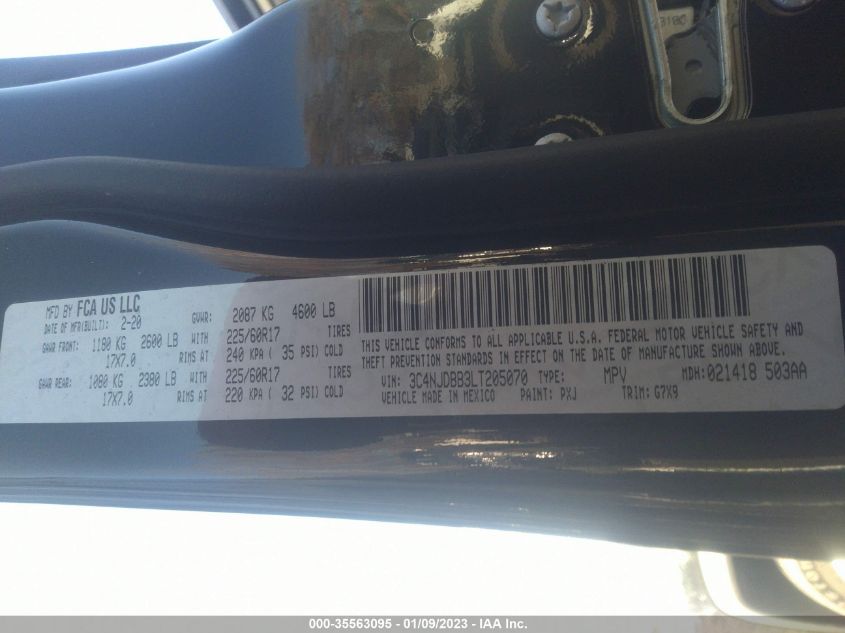 MFD BY FCA US LLC
DATE OF MFR(BUILT): 2-20 GVWR: 2087 KG 4600 LB
GAWR FRONT: 1180 KG 2600 LB WITH 225/60R17 TIRES
17X7.0 RIMS AT 240 KPA ( 35 PSI) COLD
GAWR REAR: 1080 KG 2380 LB WITH 225/60R17 TIRES
17X7.0 RIMS AT 220 KPA ( 32 PSI) COLD
THIS VEHICLE CONFORMS TO ALL APPLICABLE U.S.A. FEDERAL MOTOR VEHICLE SAFETY AND
THEFT PREVENTION STANDARDS IN EFFECT ON THE DATE OF MANUFACTURE SHOWN ABOVE.
VIN: 3C4NJDBB3LT205070 TYPE: MPV MDH: 021418 503AA
VEHICLE MADE IN MEXICO PAINT: PXJ TRIM: G7X9
000-35563095 - 01/09/2023 - IAA Inc.